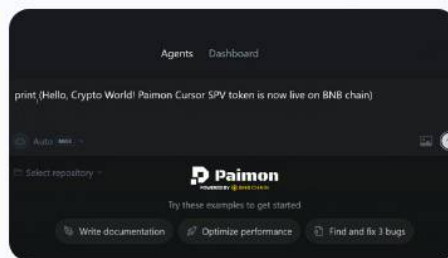 Agents Dashboard
print (Hello, Crypto World! Paimon Cursor SPV token is now live on BNB chain)
Auto MAX
Select repository
Paimon
POWERED BY BNB CHAIN
Try these examples to get started
Write documentation Optimize performance Find and fix 3 bugs